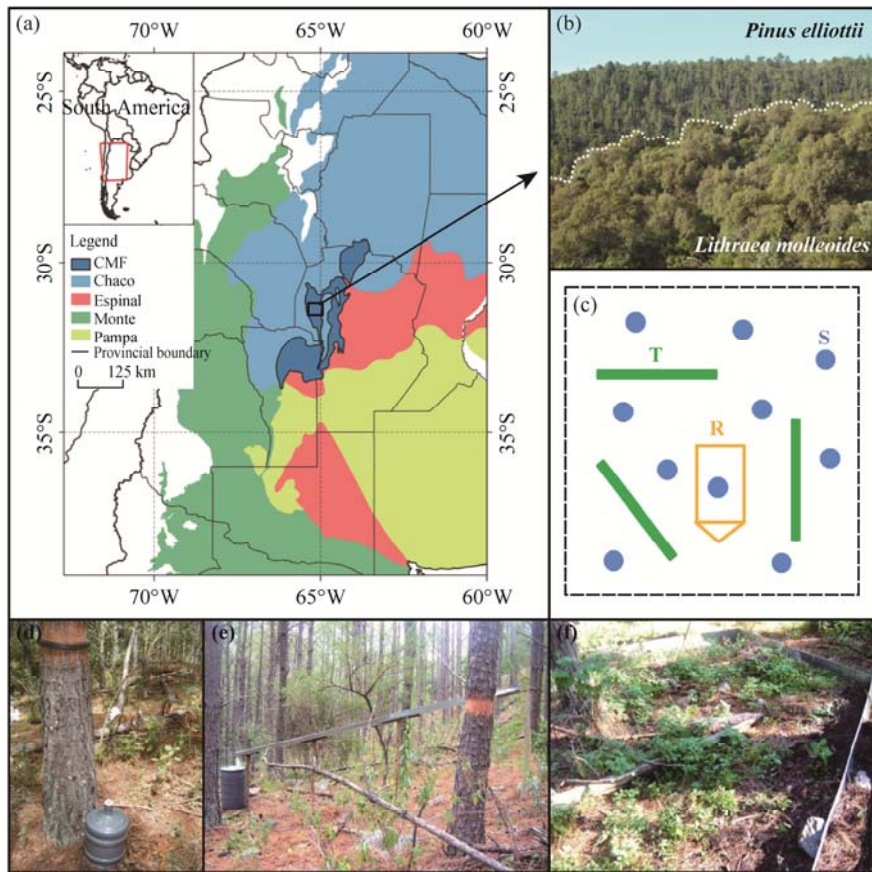 (a)
70°W 65°W 60°W
South America
25°S
30°S
35°S
25°S
30°S
35°S
Legend
CMF
Chaco
Espinal
Monte
Pampa
Provincial boundary
0 125 km
70°W 65°W 60°W
(b)
Pinus elliottii
Lithraea molleoides
(c)
T
S
R
(d)
(e)
(f)